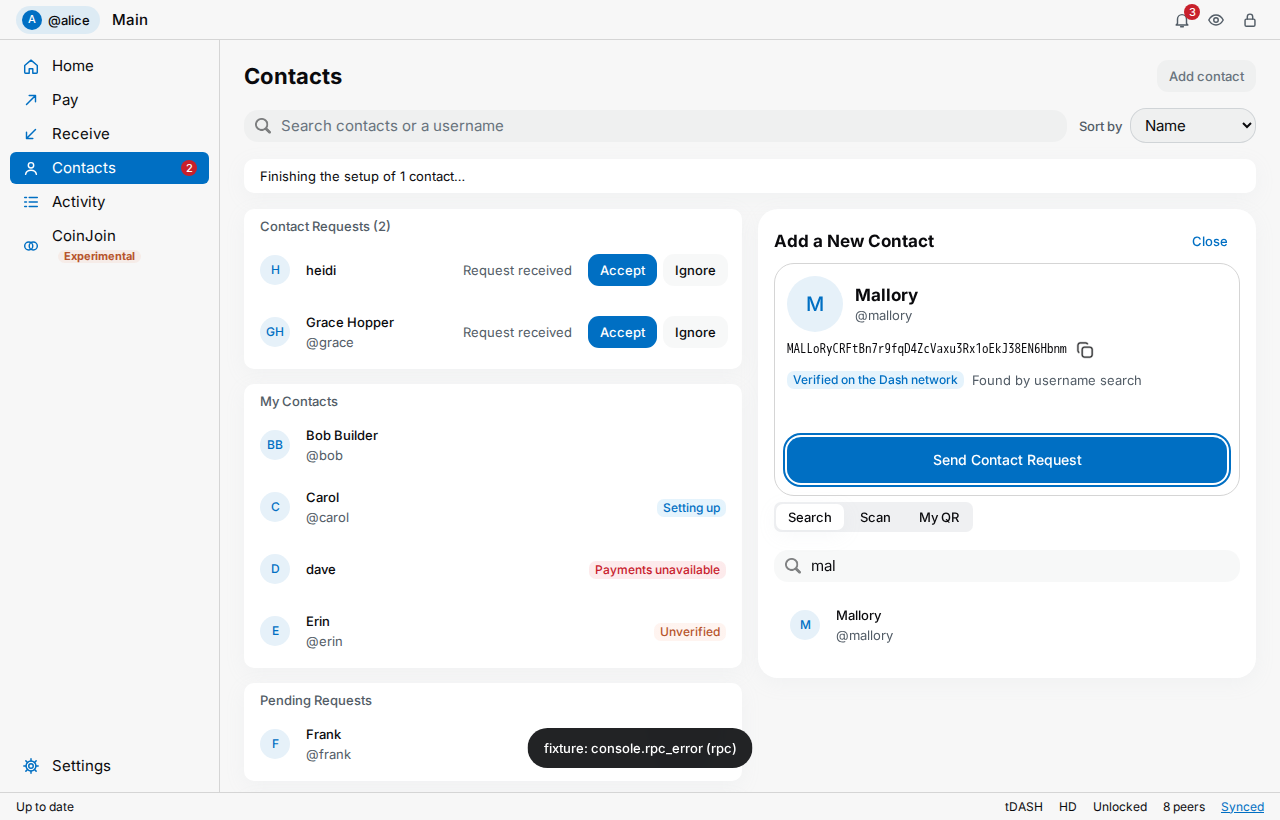 A @alice Main 3
Home
Pay
Receive
Contacts 2
Activity
CoinJoin
Experimental
Settings
Contacts
Add contact
Search contacts or a username
Sort by Name
Finishing the setup of 1 contact...
Contact Requests (2)
H heidi Request received Accept Ignore
GH Grace Hopper
@grace
Request received Accept Ignore
My Contacts
BB Bob Builder
@bob
C Carol
@carol
Setting up
D dave Payments unavailable
E Erin
@erin
Unverified
Pending Requests
F Frank
@frank
Add a New Contact Close
M Mallory
@mallory
MALLoRyCRFtBn7r9fqD4ZcVaxu3Rx1oEkJ38EN6Hbnm
Verified on the Dash network Found by username search
Send Contact Request
Search Scan My QR
mal
M Mallory
@mallory
fixture: console.rpc_error (rpc)
Up to date tDASH HD Unlocked 8 peers Synced